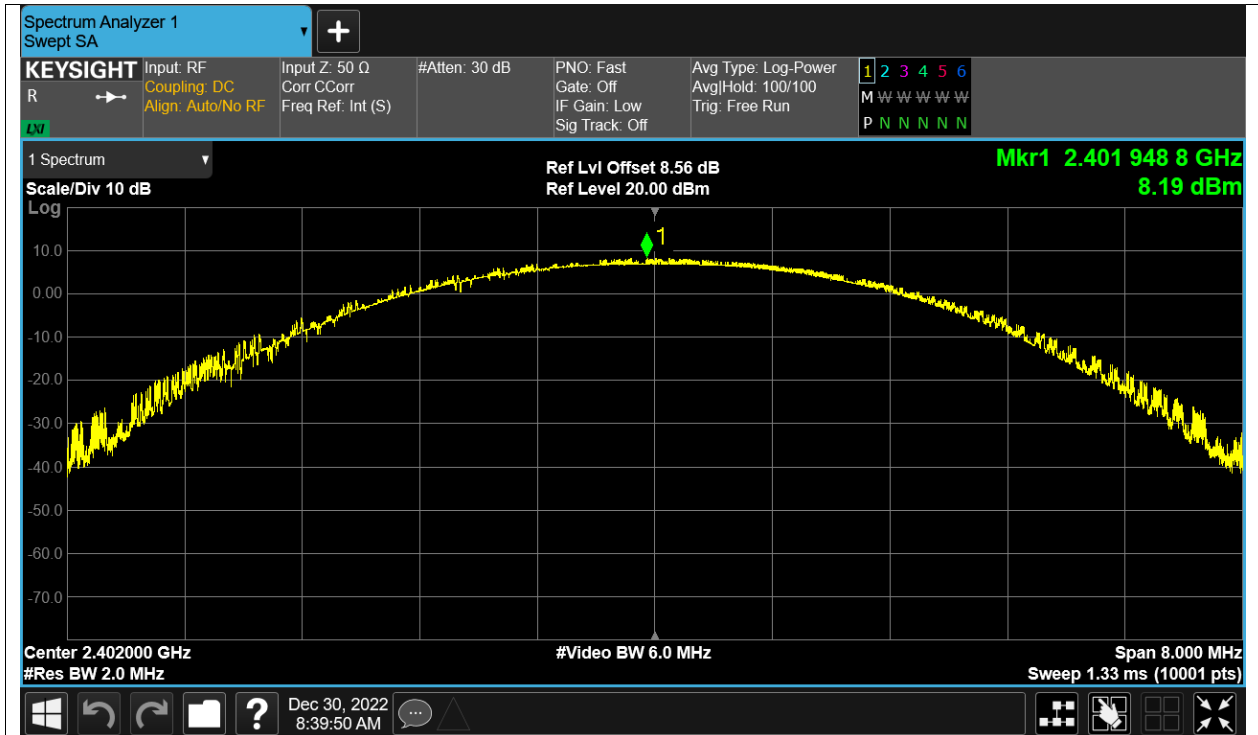 Spectrum Analyzer 1
Swept SA
▼
+
KEYSIGHT
R
LXI
Input: RF
Coupling: DC
Align: Auto/No RF
Input Z: 50 Ω
Corr CCorr
Freq Ref: Int (S)
#Atten: 30 dB
PNO: Fast
Gate: Off
IF Gain: Low
Sig Track: Off
Avg Type: Log-Power
Avg|Hold: 100/100
Trig: Free Run
1 2 3 4 5 6
M W W W W W
P N N N N N N
1 Spectrum ▼
Scale/Div 10 dB
Log
Ref Lvl Offset 8.56 dB
Ref Level 20.00 dBm
Mkr1 2.401 948 8 GHz
8.19 dBm
1
10.0
0.00
-10.0
-20.0
-30.0
-40.0
-50.0
-60.0
-70.0
Center 2.402000 GHz
#Res BW 2.0 MHz
#Video BW 6.0 MHz
Span 8.000 MHz
Sweep 1.33 ms (10001 pts)
?
Dec 30, 2022
8:39:50 AM